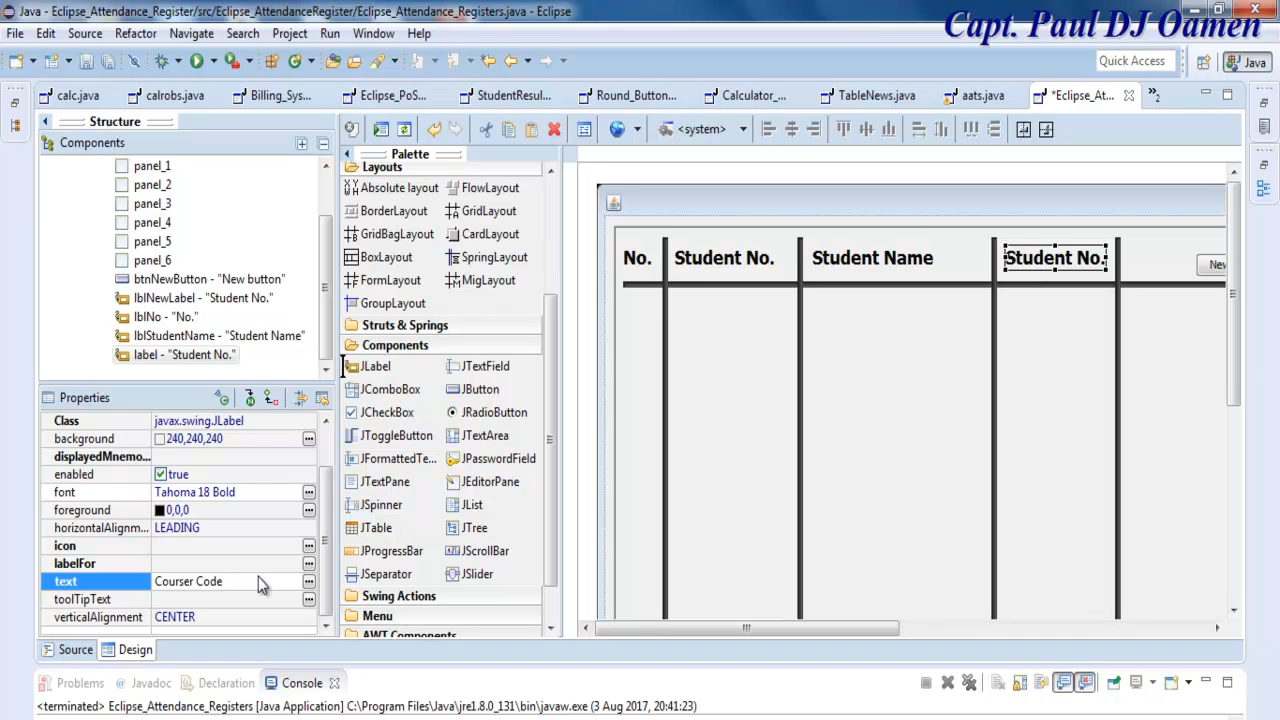 Java - Eclipse_Attendance_Register/src/Eclipse_AttendanceRegister/Eclipse_Attendance_Registers.java - Eclipse
Capt. Paul DJ Oamen
File Edit Source Refactor Navigate Search Project Run Window Help
Quick Access
Java
calc.java calrobs.java Billing_Sys... Eclipse_PoS... StudentResul... Round_Button... Calculator_... TableNews.java aats.java *Eclipse_At... »2
Structure
Components
panel_1
panel_2
panel_3
panel_4
panel_5
panel_6
btnNewButton - "New button"
lblNewLabel - "Student No."
lblNo - "No."
lblStudentName - "Student Name"
label - "Student No."
Properties
Class javax.swing.JLabel
background 240,240,240
displayedMnemo...
enabled true
font Tahoma 18 Bold
foreground 0,0,0
horizontalAlignm... LEADING
icon
labelFor
text Courser Code
toolTipText
verticalAlignment CENTER
Source Design
<system>
Palette
Layouts
Absolute layout FlowLayout
BorderLayout GridLayout
GridBagLayout CardLayout
BoxLayout SpringLayout
FormLayout MigLayout
GroupLayout
Struts & Springs
Components
JLabel JTextField
JComboBox JButton
JCheckBox JRadioButton
JToggleButton JTextArea
JFormattedTe... JPasswordField
JTextPane JEditorPane
JSpinner JList
JTable JTree
JProgressBar JScrollBar
JSeparator JSlider
Swing Actions
Menu
AWT Components
No. Student No. Student Name Student No. New
Problems Javadoc Declaration Console
<terminated> Eclipse_Attendance_Registers [Java Application] C:\Program Files\Java\jre1.8.0_131\bin\javaw.exe (3 Aug 2017, 20:41:23)